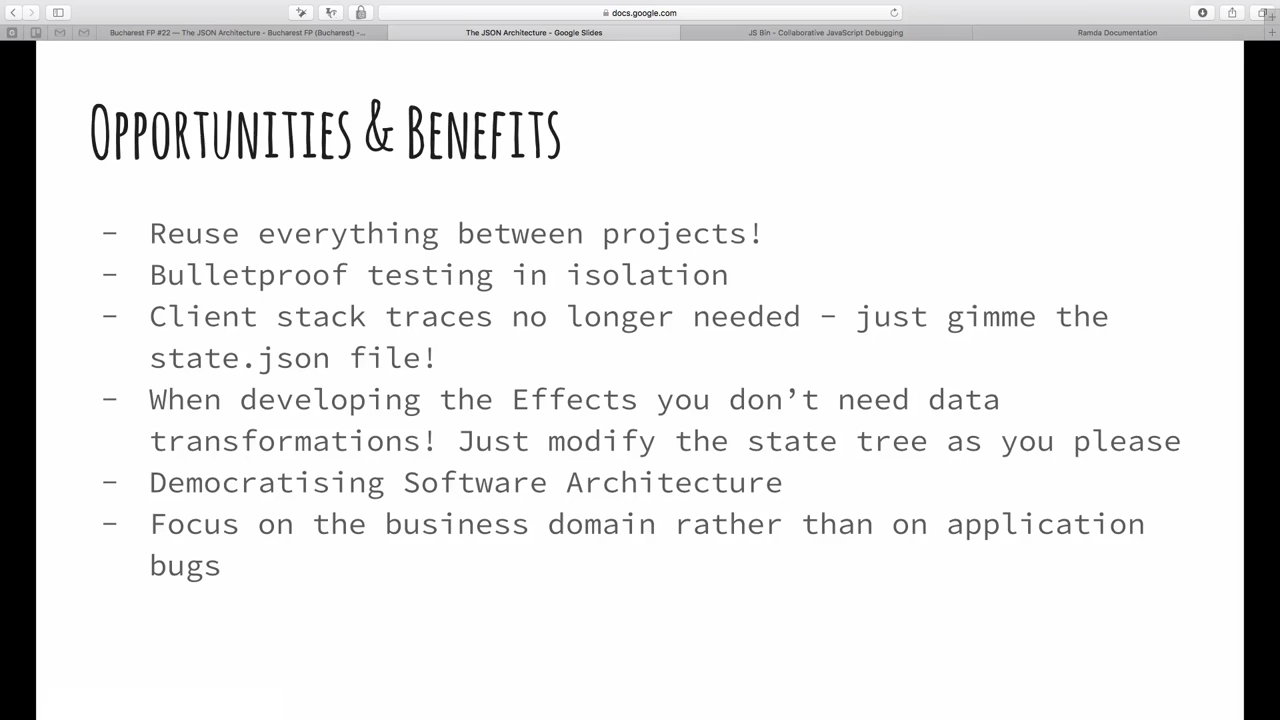 docs.google.com
Bucharest FP #22 — The JSON Architecture - Bucharest FP (Bucharest) -...
The JSON Architecture - Google Slides
JS Bin - Collaborative JavaScript Debugging
Ramda Documentation
Opportunities & Benefits
- Reuse everything between projects!
- Bulletproof testing in isolation
- Client stack traces no longer needed - just gimme the
state.json file!
- When developing the Effects you don’t need data
transformations! Just modify the state tree as you please
- Democratising Software Architecture
- Focus on the business domain rather than on application
bugs